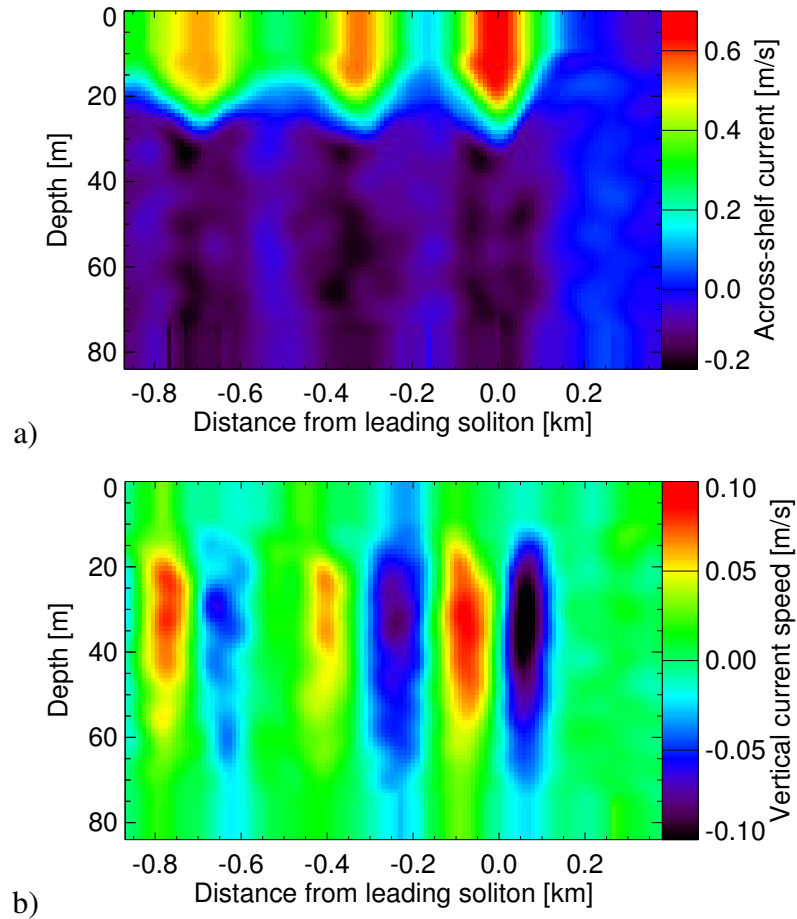 0
20
40
60
80
Depth [m]
-0.8 -0.6 -0.4 -0.2 0.0 0.2
Distance from leading soliton [km]
0.6
0.4
0.2
0.0
-0.2
Across-shelf current [m/s]
a)
0
20
40
60
80
Depth [m]
-0.8 -0.6 -0.4 -0.2 0.0 0.2
Distance from leading soliton [km]
0.10
0.05
0.00
-0.05
-0.10
Vertical current speed [m/s]
b)